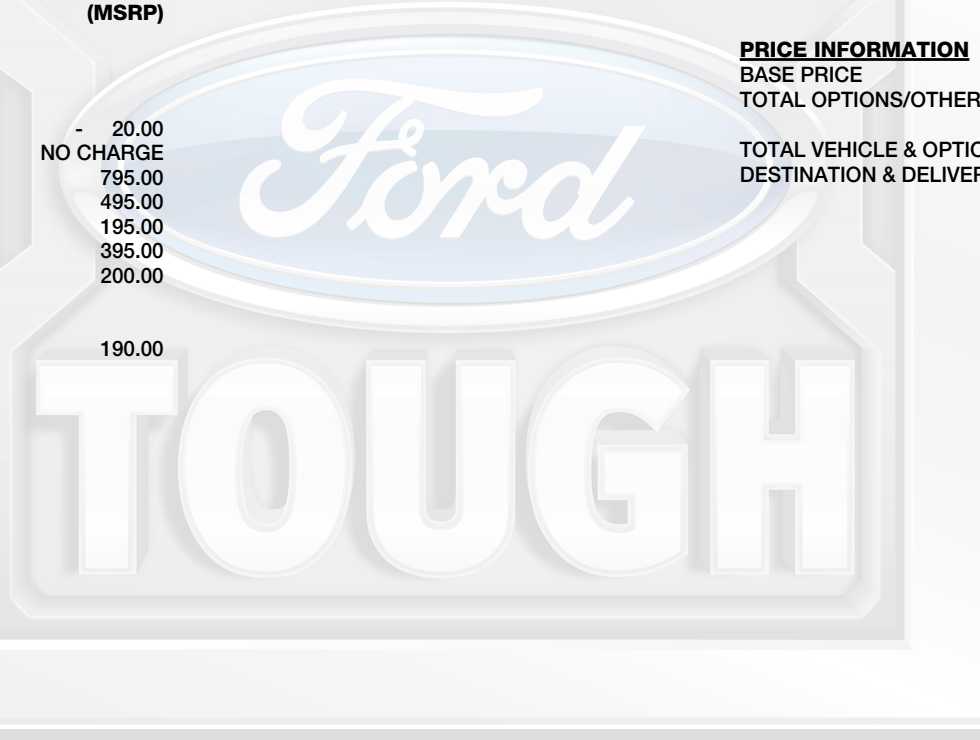 (MSRP)
- 20.00
NO CHARGE
795.00
495.00
195.00
395.00
200.00
190.00
PRICE INFORMATION
BASE PRICE
TOTAL OPTIONS/OTHER
TOTAL VEHICLE & OPTIO
DESTINATION & DELIVER
Ford
TOUGH